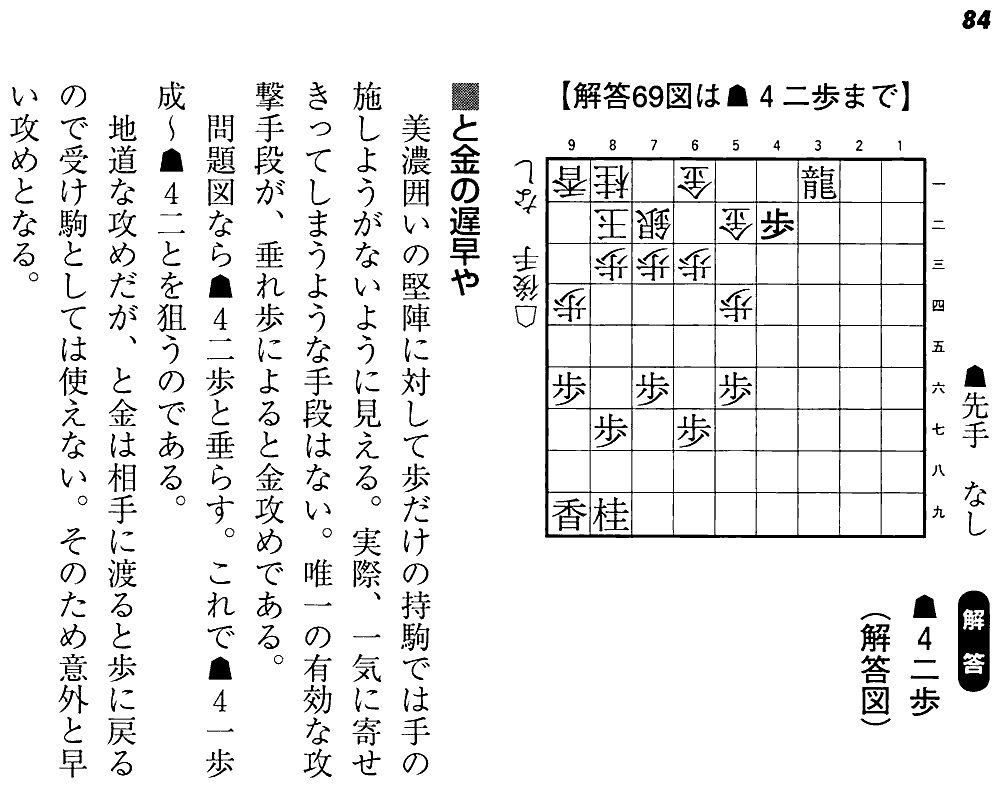 84
解答
☗4二歩
(解答図)
【解答69図は☗4二歩まで】
9 8 7 6 5 4 3 2 1
香 桂 金 龍 一
王 銀 金 歩 二
歩 歩 歩 三
歩 歩 四
五
歩 歩 歩 六
歩 歩 七
八
香 桂 九
☗先手 なし
☖後手 なし
■と金の遅早や
美濃囲いの堅陣に対して歩だけの持駒では手の
施しようがないように見える。実際、一気に寄せ
きってしまうような手段はない。唯一の有効な攻
撃手段が、垂れ歩によると金攻めである。
問題図なら☗4二歩と垂らす。これで☗4一歩
成〜☗4二とを狙うのである。
地道な攻めだが、と金は相手に渡ると歩に戻る
ので受け駒としては使えない。そのため意外と早
い攻めとなる。